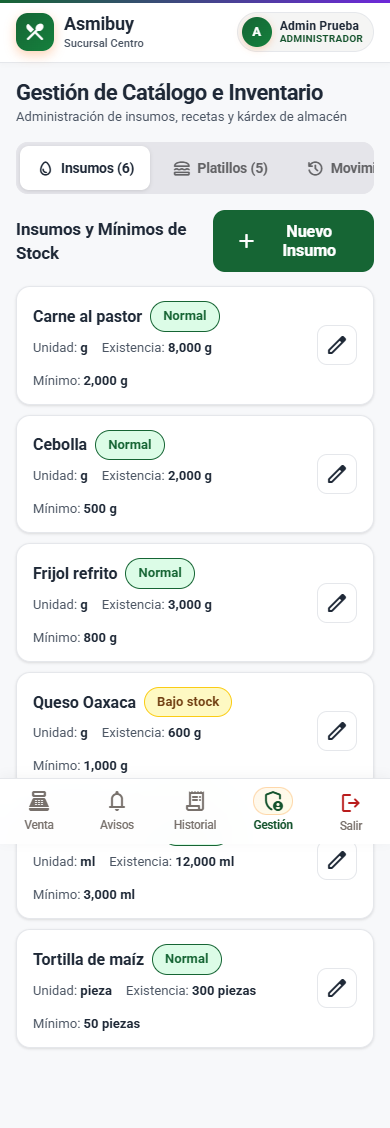 Asmibuy
Sucursal Centro
A
Admin Prueba
ADMINISTRADOR
Gestión de Catálogo e Inventario
Administración de insumos, recetas y kárdex de almacén
Insumos (6)
Platillos (5)
Movimi
Insumos y Mínimos de
Stock
Nuevo
Insumo
Carne al pastor
Normal
Unidad: g Existencia: 8,000 g
Mínimo: 2,000 g
Cebolla
Normal
Unidad: g Existencia: 2,000 g
Mínimo: 500 g
Frijol refrito
Normal
Unidad: g Existencia: 3,000 g
Mínimo: 800 g
Queso Oaxaca
Bajo stock
Unidad: g Existencia: 600 g
Mínimo: 1,000 g
Venta
Avisos
Historial
Gestión
Salir
Unidad: ml Existencia: 12,000 ml
Mínimo: 3,000 ml
Tortilla de maíz
Normal
Unidad: pieza Existencia: 300 piezas
Mínimo: 50 piezas